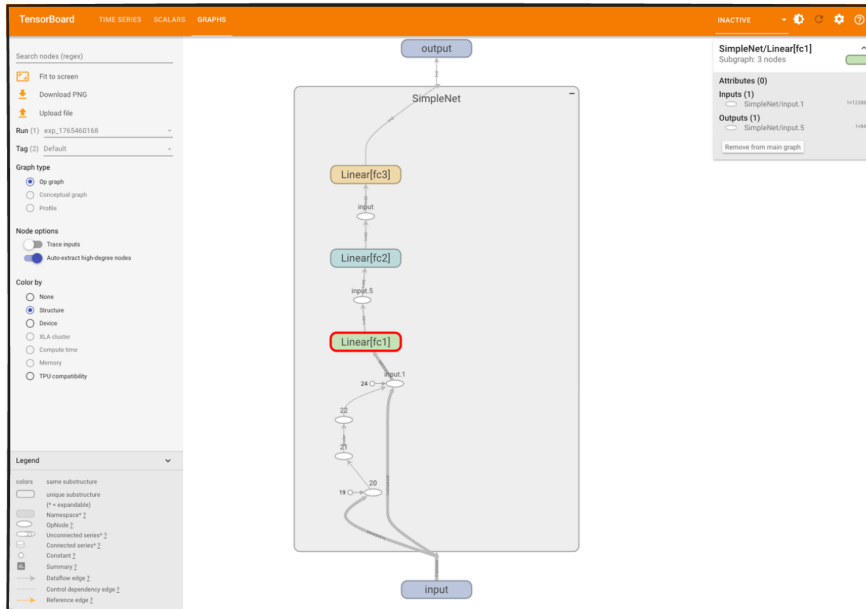 TensorBoard TIME SERIES SCALARS GRAPHS INACTIVE
Search nodes (regex)
Fit to screen
Download PNG
Upload file
Run (1) exp_1765460168
Tag (2) Default
Graph type
Op graph
Conceptual graph
Profile
Node options
Trace inputs
Auto-extract high-degree nodes
Color by
None
Structure
Device
XLA cluster
Compute time
Memory
TPU compatibility
Legend
colors same substructure
unique substructure
(* = expandable)
Namespace* ?
OpNode ?
Unconnected series* ?
Connected series* ?
Constant ?
Summary ?
Dataflow edge ?
Control dependency edge ?
Reference edge ?
output
SimpleNet
Linear[fc3]
input
Linear[fc2]
input.5
Linear[fc1]
input.1
24
22
21
20
19
input
SimpleNet/Linear[fc1]
Subgraph: 3 nodes
Attributes (0)
Inputs (1)
SimpleNet/input.1
Outputs (1)
SimpleNet/input.5
Remove from main graph